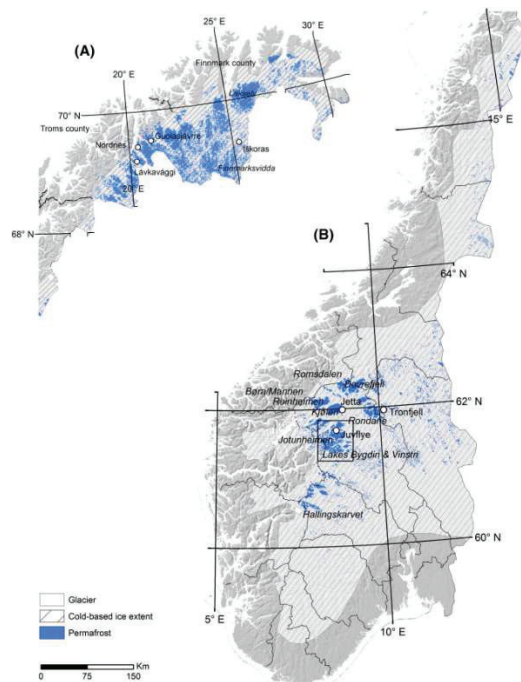 (A)
25° E
30° E
20° E
Finnmark county
70° N
Troms county
Nordnes
Iškoras
Finnmarksvidda
Lávkavággi
20° E
68° N
15° E
(B)
64° N
Romsdalen
Dovrefjell
Børa/Mannen
Reinheimen
Jetta
62° N
Kjølen
Tronfjell
Rondane
Juvflye
Jotunheimen
Lakes Bygdin & Vinstri
Hallingskarvet
60° N
5° E
10° E
Glacier
Cold-based ice extent
Permafrost
Km
0 75 150